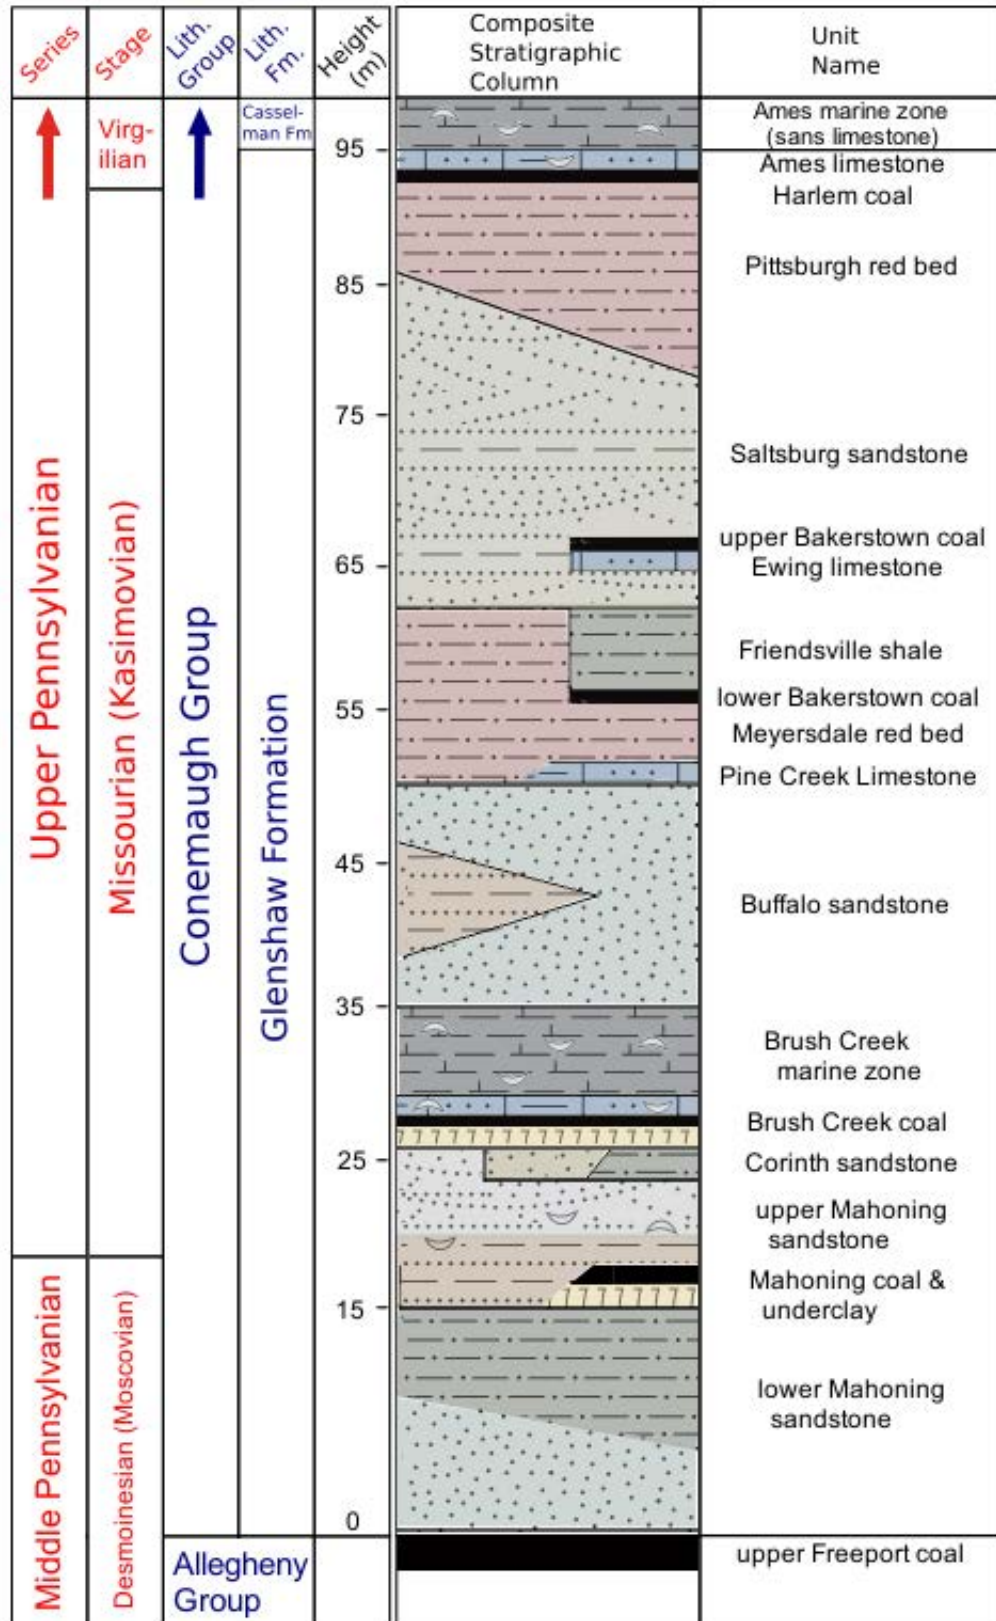 Series
Stage
Lith.
Group
Lith.
Fm.
Height
(m)
Composite
Stratigraphic
Column
Unit
Name
Virg-
ilian
Cassel-
man Fm
Upper Pennsylvanian
Missourian (Kasimovian)
Conemaugh Group
Glenshaw Formation
Middle Pennsylvanian
Desmoinesian (Moscovian)
Allegheny
Group
95
85
75
65
55
45
35
25
15
0
Ames marine zone
(sans limestone)
Ames limestone
Harlem coal
Pittsburgh red bed
Saltsburg sandstone
upper Bakerstown coal
Ewing limestone
Friendsville shale
lower Bakerstown coal
Meyersdale red bed
Pine Creek Limestone
Buffalo sandstone
Brush Creek
marine zone
Brush Creek coal
Corinth sandstone
upper Mahoning
sandstone
Mahoning coal &
underclay
lower Mahoning
sandstone
upper Freeport coal